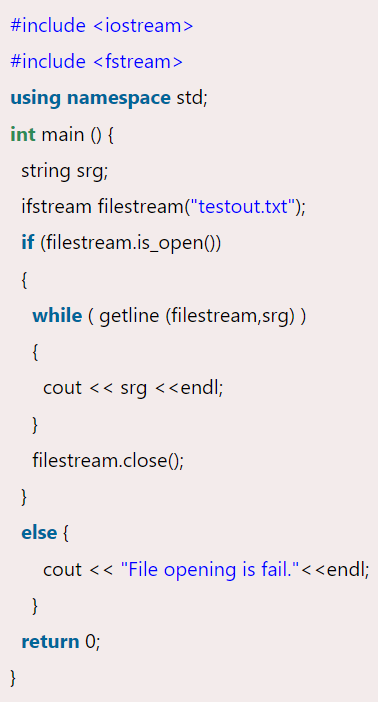 #include <iostream>
#include <fstream>
using namespace std;
int main () {
  string srg;
  ifstream filestream("testout.txt");
  if (filestream.is_open())
  {
    while ( getline (filestream,srg) )
    {
      cout << srg <<endl;
    }
    filestream.close();
  }
  else {
      cout << "File opening is fail."<<endl;
    }
  return 0;
}